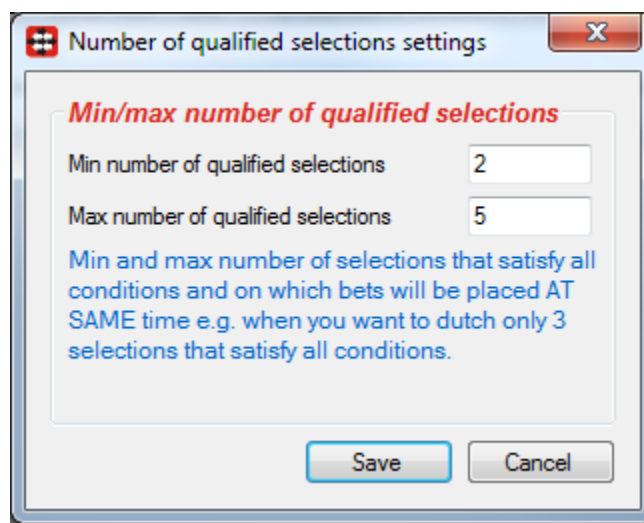 Number of qualified selections settings
Min/max number of qualified selections
Min number of qualified selections 2
Max number of qualified selections 5
Min and max number of selections that satisfy all
conditions and on which bets will be placed AT
SAME time e.g. when you want to dutch only 3
selections that satisfy all conditions.
Save Cancel